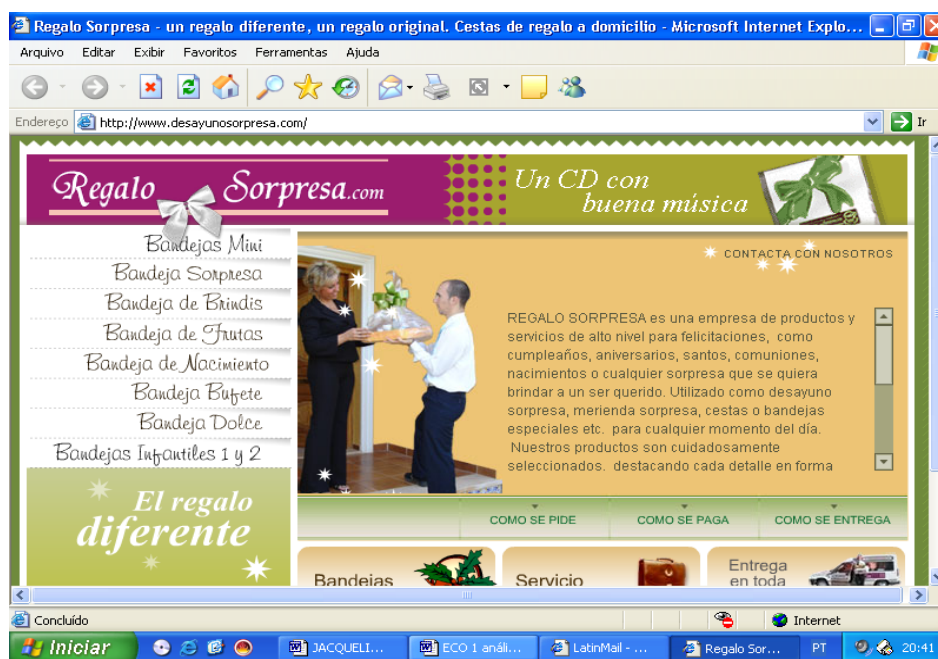 Regalo Sorpresa - un regalo diferente, un regalo original. Cestas de regalo a domicilio - Microsoft Internet Explo...
Arquivo Editar Exibir Favoritos Ferramentas Ajuda
Endereço http://www.desayunosorpresa.com/ Ir
Regalo Sorpresa.com
Un CD con
buena música
Bandejas Mini
Bandeja Sorpresa
Bandeja de Brindis
Bandeja de Frutas
Bandeja de Nacimiento
Bandeja Bufete
Bandeja Dolce
Bandejas Infantiles 1 y 2
El regalo
diferente
CONTACTA CON NOSOTROS
REGALO SORPRESA es una empresa de productos y
servicios de alto nivel para felicitaciones, como
cumpleaños, aniversarios, santos, comuniones,
nacimientos o cualquier sorpresa que se quiera
brindar a un ser querido. Utilizado como desayuno
sorpresa, merienda sorpresa, cestas o bandejas
especiales etc. para cualquier momento del día.
Nuestros productos son cuidadosamente
seleccionados. destacando cada detalle en forma
COMO SE PIDE COMO SE PAGA COMO SE ENTREGA
Bandejas
Servicio
Entrega
en toda
Concluído Internet
Iniciar JACQUELI... ECO 1 análi... LatinMail - ... Regalo Sor... PT 20:41